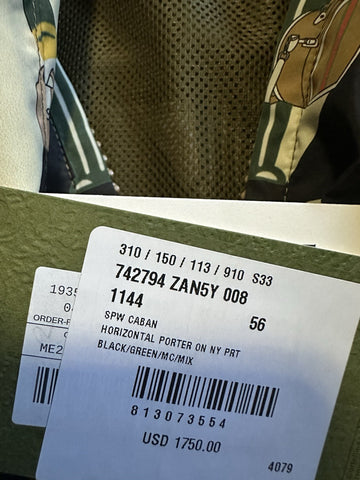 310 / 150 / 113 / 910 S33
742794 ZAN5Y 008
1144
56
SPW CABAN
HORIZONTAL PORTER ON NY PRT
BLACK/GREEN/MC/MIX
813073554
USD 1750.00
4079
1935
ORDER-
ME2